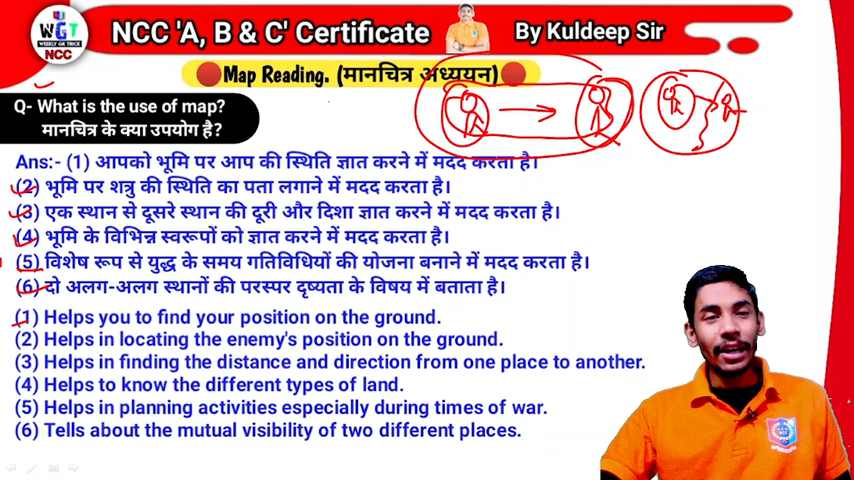 WGT
WEEKLY GK TRICK
NCC
NCC 'A, B & C' Certificate
By Kuldeep Sir
Map Reading. (मानचित्र अध्ययन)
Q- What is the use of map?
मानचित्र के क्या उपयोग है?
Ans:- (1) आपको भूमि पर आप की स्थिति ज्ञात करने में मदद करता है।
(2) भूमि पर शत्रु की स्थिति का पता लगाने में मदद करता है।
(3) एक स्थान से दूसरे स्थान की दूरी और दिशा ज्ञात करने में मदद करता है।
(4) भूमि के विभिन्न स्वरूपों को ज्ञात करने में मदद करता है।
(5) विशेष रूप से युद्ध के समय गतिविधियों की योजना बनाने में मदद करता है।
(6) दो अलग-अलग स्थानों की परस्पर दृष्यता के विषय में बताता है।
(1) Helps you to find your position on the ground.
(2) Helps in locating the enemy's position on the ground.
(3) Helps in finding the distance and direction from one place to another.
(4) Helps to know the different types of land.
(5) Helps in planning activities especially during times of war.
(6) Tells about the mutual visibility of two different places.